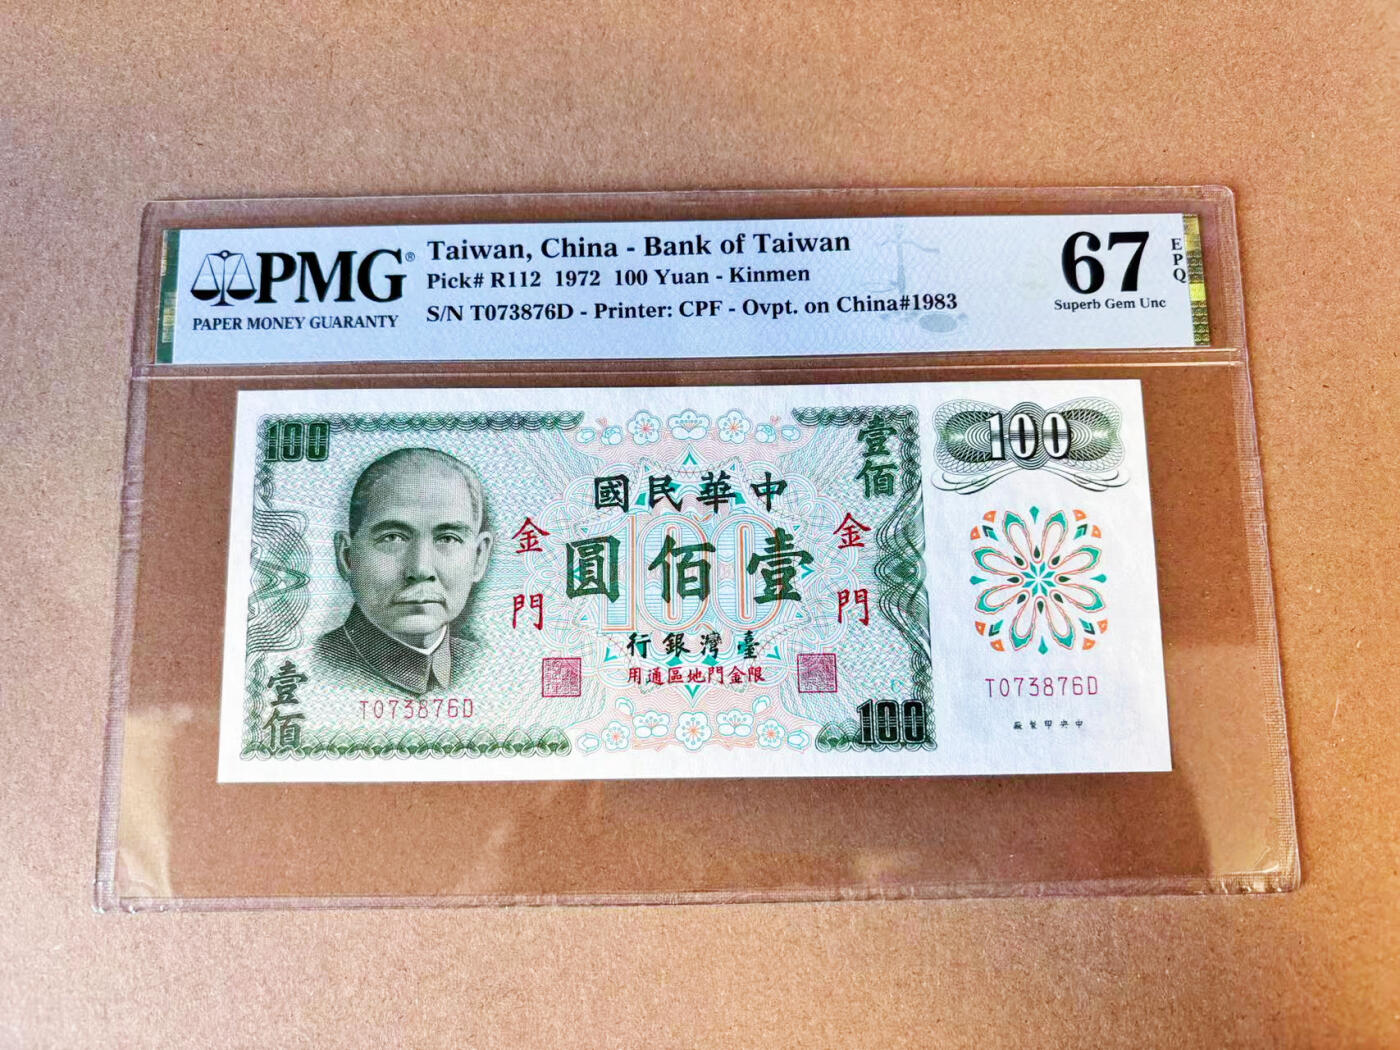 PMG®
PAPER MONEY GUARANTY
Taiwan, China - Bank of Taiwan
Pick# R112 1972 100 Yuan - Kinmen
S/N T073876D - Printer: CPF - Ovpt. on China#1983
67
EPQ
Superb Gem Unc
100
壹佰
100
國民華中
金門
金門
圓佰壹
100
行銀灣臺
用通區地門金限
壹佰
T073876D
100
T073876D
廠製印央中